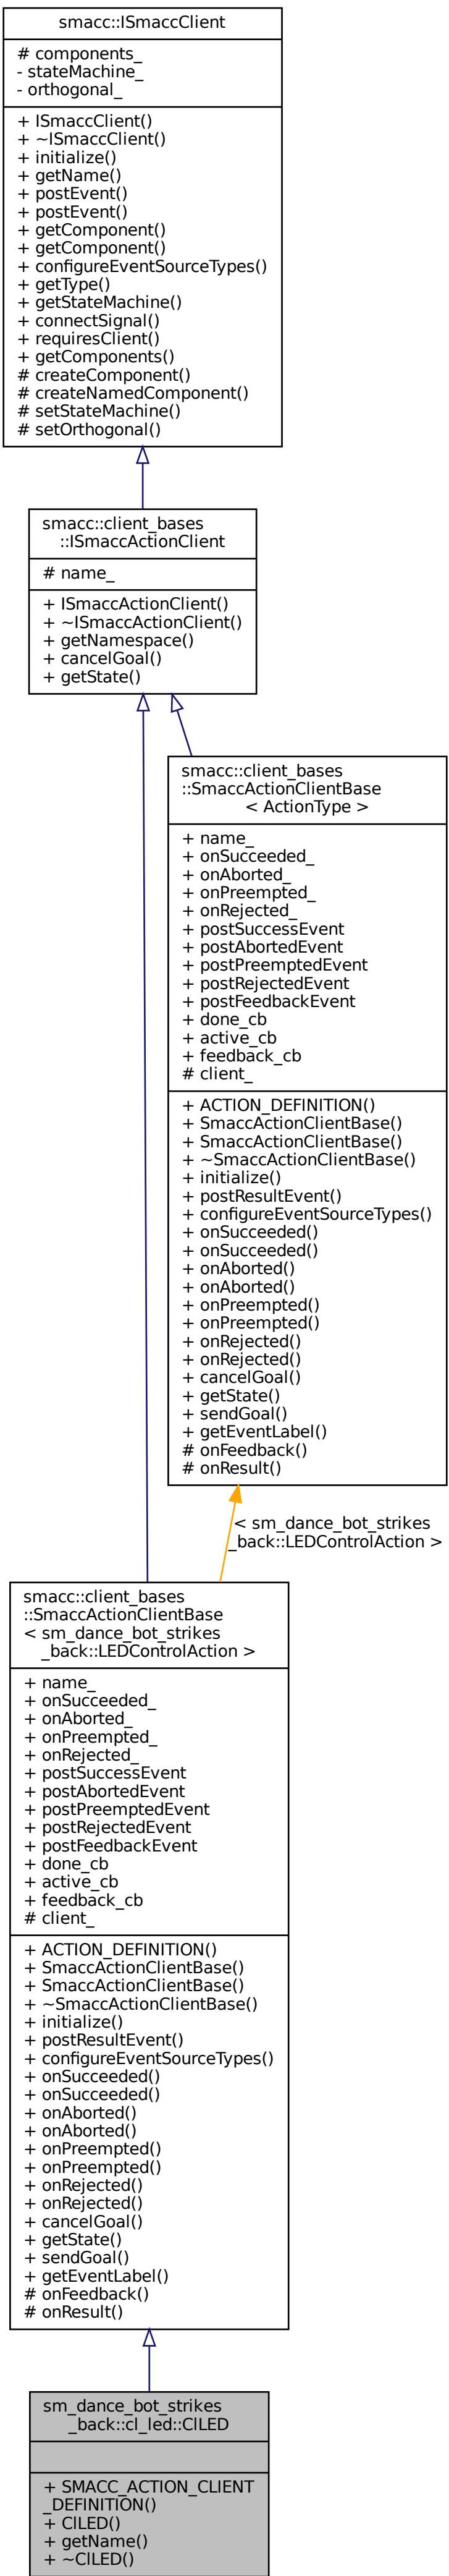 smacc::ISmaccClient
# components_
- stateMachine_
- orthogonal_
+ ISmaccClient()
+ ~ISmaccClient()
+ initialize()
+ getName()
+ postEvent()
+ postEvent()
+ getComponent()
+ getComponent()
+ configureEventSourceTypes()
+ getType()
+ getStateMachine()
+ connectSignal()
+ requiresClient()
+ getComponents()
# createComponent()
# createNamedComponent()
# setStateMachine()
# setOrthogonal()
smacc::client_bases
::ISmaccActionClient
# name_
+ ISmaccActionClient()
+ ~ISmaccActionClient()
+ getNamespace()
+ cancelGoal()
+ getState()
smacc::client_bases
::SmaccActionClientBase
< ActionType >
+ name_
+ onSucceeded_
+ onAborted_
+ onPreempted_
+ onRejected_
+ postSuccessEvent
+ postAbortedEvent
+ postPreemptedEvent
+ postRejectedEvent
+ postFeedbackEvent
+ done_cb
+ active_cb
+ feedback_cb
# client_
+ ACTION_DEFINITION()
+ SmaccActionClientBase()
+ SmaccActionClientBase()
+ ~SmaccActionClientBase()
+ initialize()
+ postResultEvent()
+ configureEventSourceTypes()
+ onSucceeded()
+ onSucceeded()
+ onAborted()
+ onAborted()
+ onPreempted()
+ onPreempted()
+ onRejected()
+ onRejected()
+ cancelGoal()
+ getState()
+ sendGoal()
+ getEventLabel()
# onFeedback()
# onResult()
< sm_dance_bot_strikes
_back::LEDControlAction >
smacc::client_bases
::SmaccActionClientBase
< sm_dance_bot_strikes
_back::LEDControlAction >
+ name_
+ onSucceeded_
+ onAborted_
+ onPreempted_
+ onRejected_
+ postSuccessEvent
+ postAbortedEvent
+ postPreemptedEvent
+ postRejectedEvent
+ postFeedbackEvent
+ done_cb
+ active_cb
+ feedback_cb
# client_
+ ACTION_DEFINITION()
+ SmaccActionClientBase()
+ SmaccActionClientBase()
+ ~SmaccActionClientBase()
+ initialize()
+ postResultEvent()
+ configureEventSourceTypes()
+ onSucceeded()
+ onSucceeded()
+ onAborted()
+ onAborted()
+ onPreempted()
+ onPreempted()
+ onRejected()
+ onRejected()
+ cancelGoal()
+ getState()
+ sendGoal()
+ getEventLabel()
# onFeedback()
# onResult()
sm_dance_bot_strikes
_back::cl_led::ClLED
+ SMACC_ACTION_CLIENT
_DEFINITION()
+ ClLED()
+ getName()
+ ~ClLED()